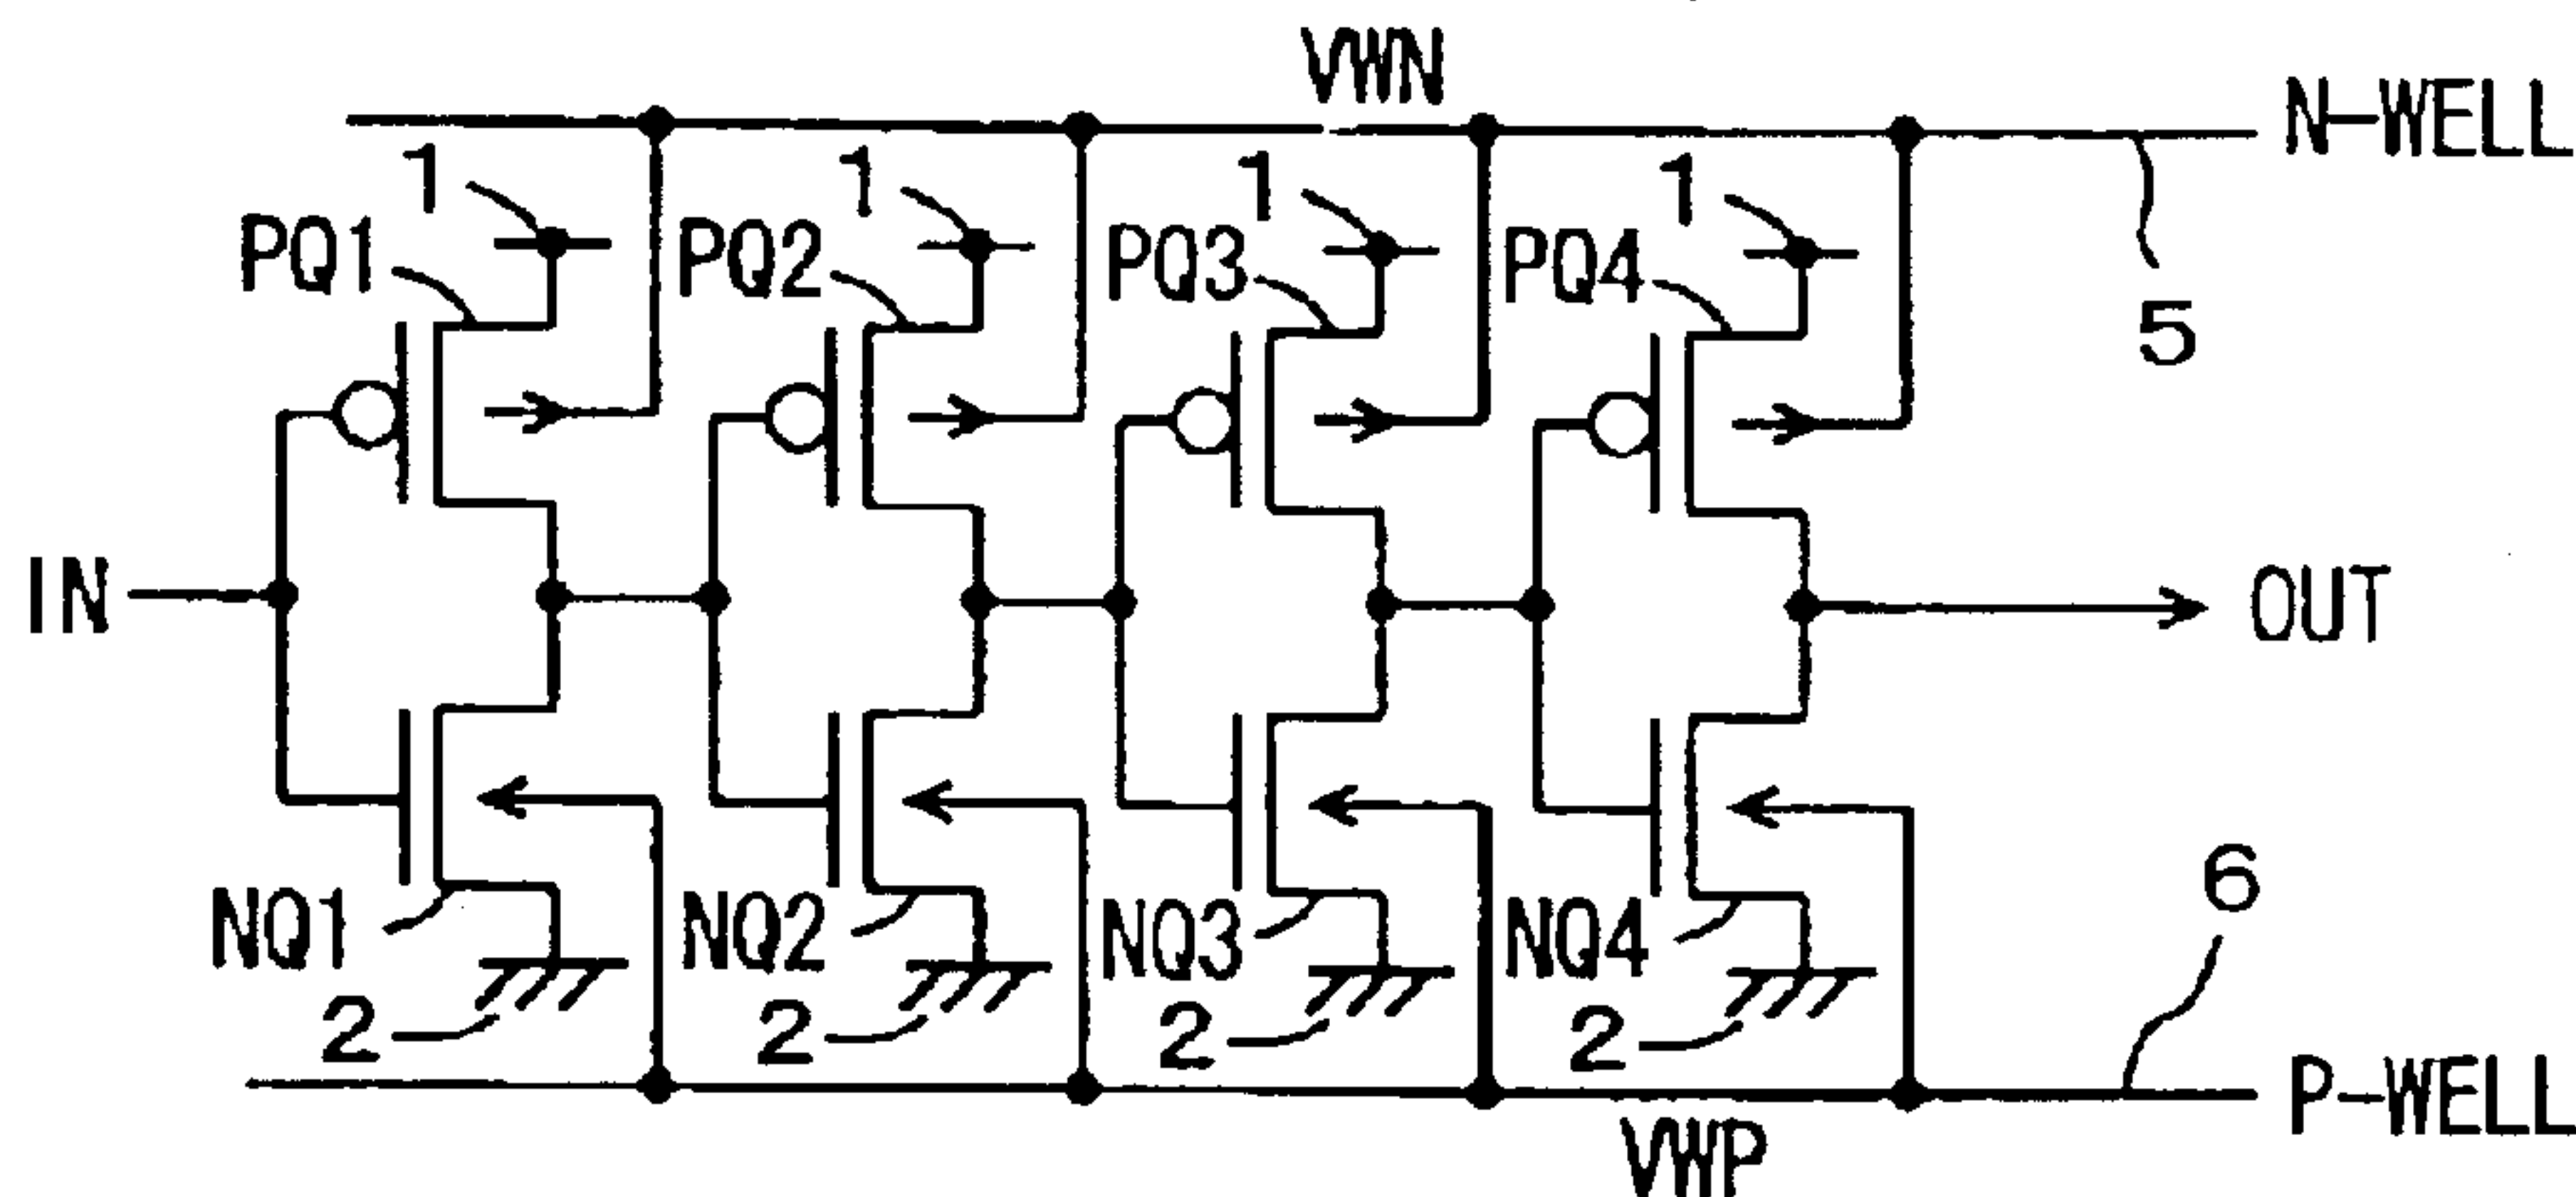 VWN
N-WELL
1 1 1 1
PQ1 PQ2 PQ3 PQ4
5
IN OUT
6
NQ1 NQ2 NQ3 NQ4
2 2 2 2
P-WELL
VWP